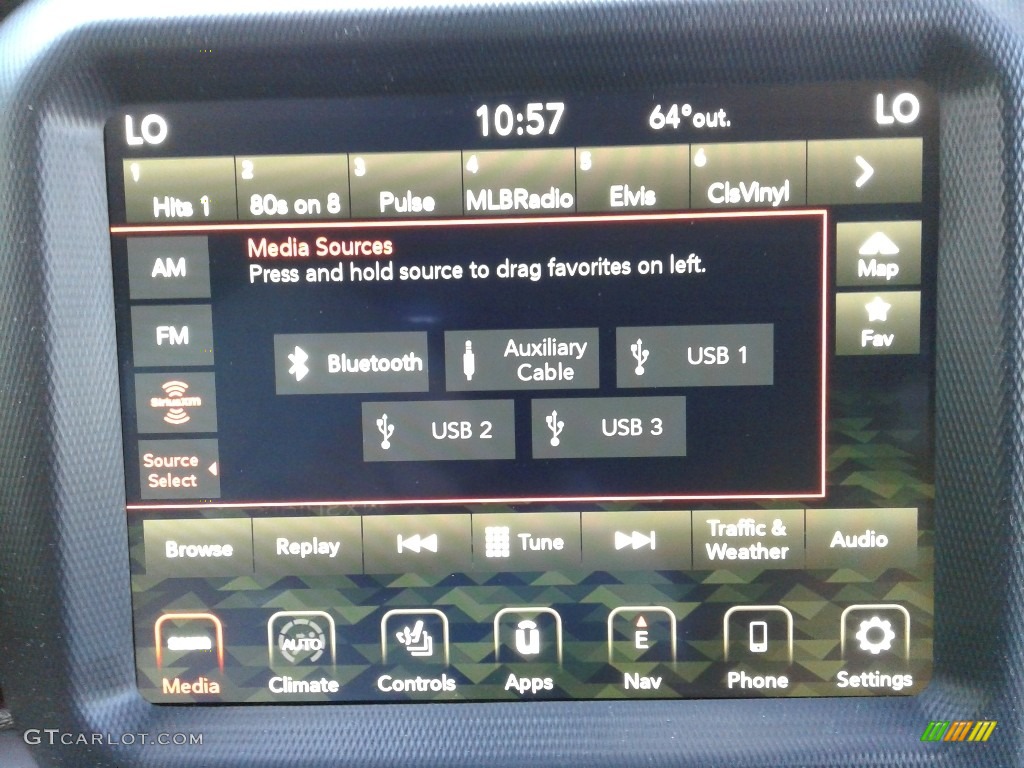 LO 10:57 64°out. LO
1 Hits 1
2 80s on 8
3 Pulse
4 MLBRadio
5 Elvis
6 ClsVinyl
Media Sources
Press and hold source to drag favorites on left.
AM
FM
SiriusXM
Source
Select
Bluetooth
Auxiliary
Cable
USB 1
USB 2
USB 3
Map
Fav
Browse
Replay
Tune
Traffic &
Weather
Audio
AUTO
E
Media
Climate
Controls
Apps
Nav
Phone
Settings
GTCARLOT.COM